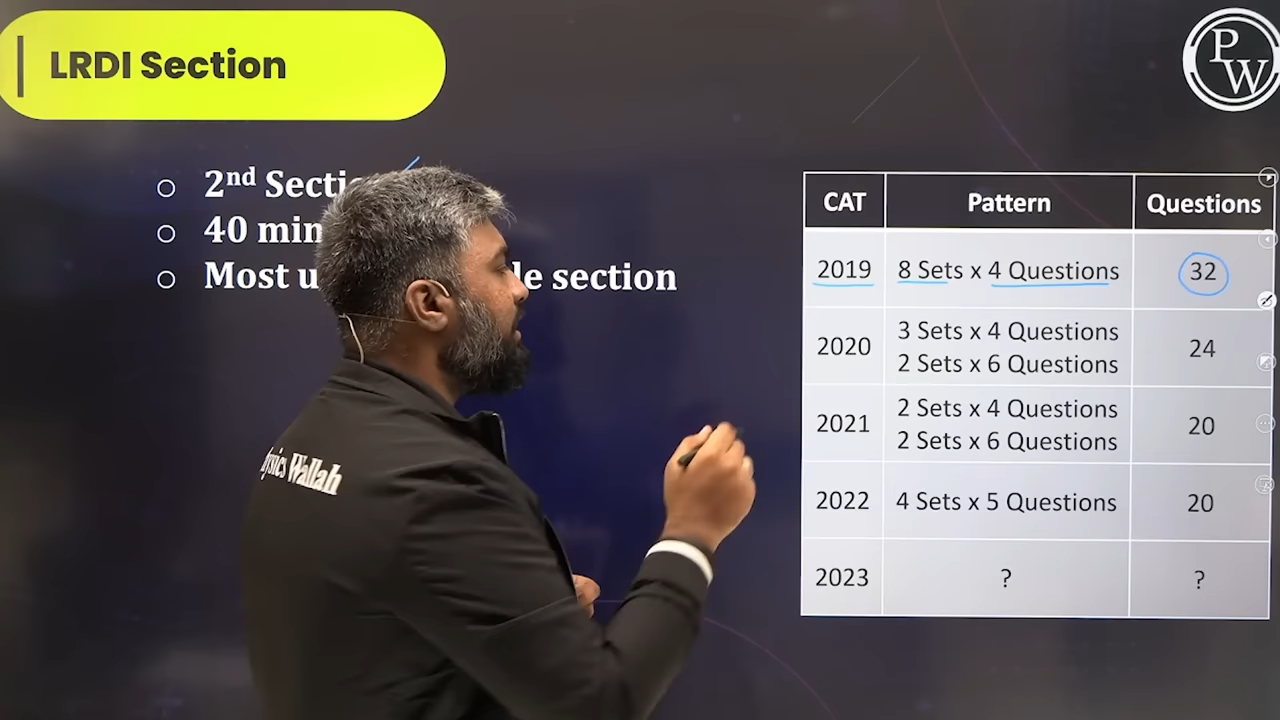 LRDI Section
PW
2nd Section
40 min
Most u le section
CAT Pattern Questions
2019 8 Sets x 4 Questions 32
2020 3 Sets x 4 Questions 24
2 Sets x 6 Questions
2021 2 Sets x 4 Questions 20
2 Sets x 6 Questions
2022 4 Sets x 5 Questions 20
2023 ? ?
Wallah